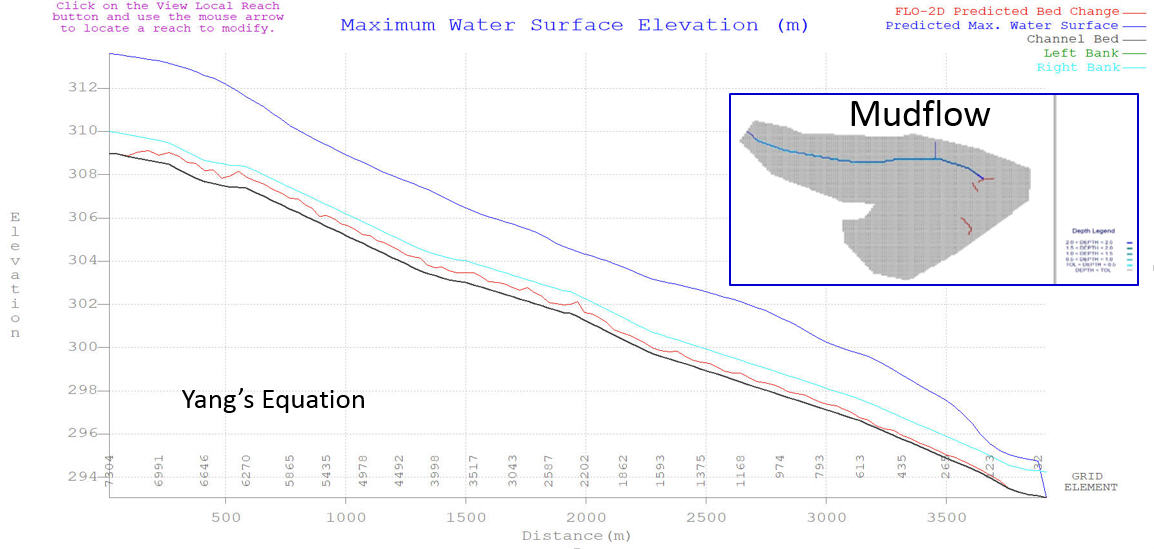 Click on the View Local Reach
button and use the mouse arrow
to locate a reach to modify.
Maximum Water Surface Elevation (m)
FLO-2D Predicted Bed Change
Predicted Max. Water Surface
Channel Bed
Left Bank
Right Bank
Mudflow
Depth Legend
DEPTH < TOL
Elevation
312
310
308
306
304
302
300
298
296
294
Yang's Equation
7304 6991 6646 6270 5865 5435 4978 4492 3998 3517 3043 2587 2202 1862 1593 1375 1168 974 793 613 435 265 123 32
GRID
ELEMENT
500 1000 1500 2000 2500 3000 3500
Distance(m)